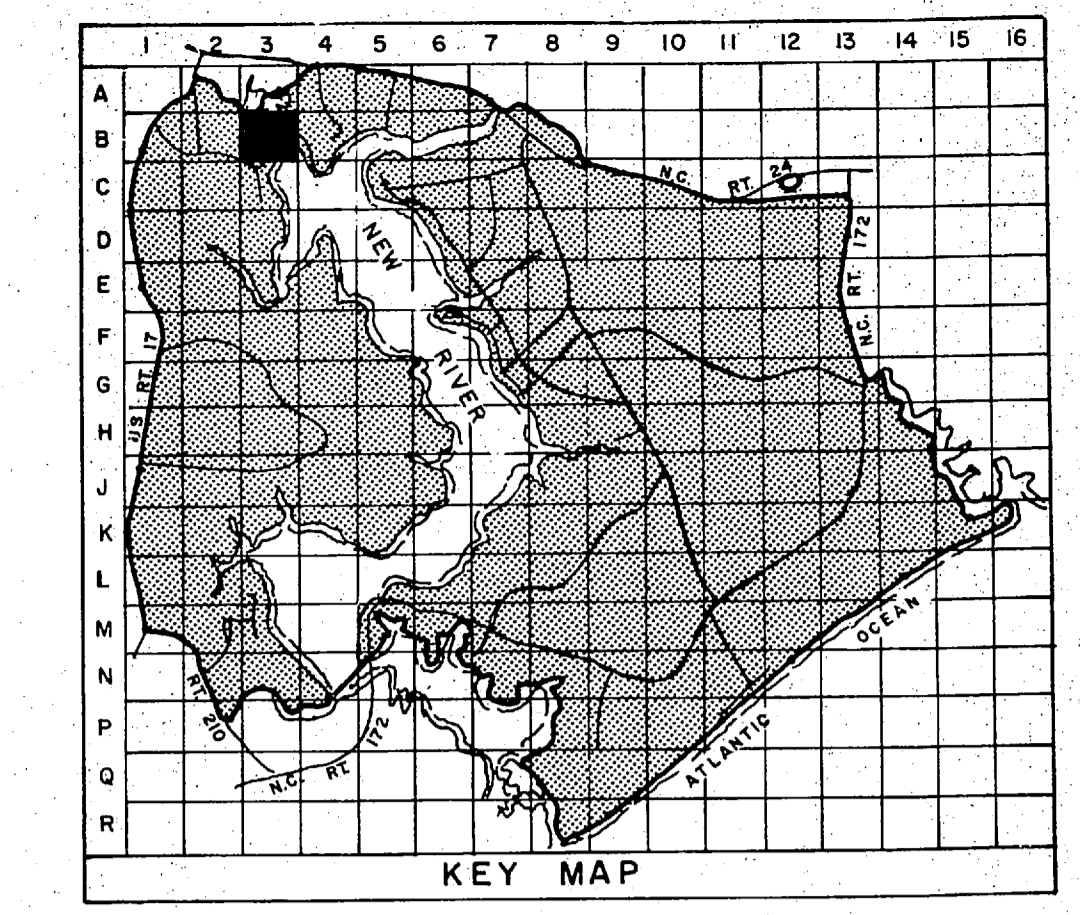 1 2 3 4 5 6 7 8 9 10 11 12 13 14 15 16
A
B
C
D
E
F
G
H
J
K
L
M
N
P
Q
R
N.C. RT. 24
N.C. RT. 172
NEW RIVER
US RT. 17
RT. 210
N.C. RT. 172
ATLANTIC OCEAN
KEY MAP